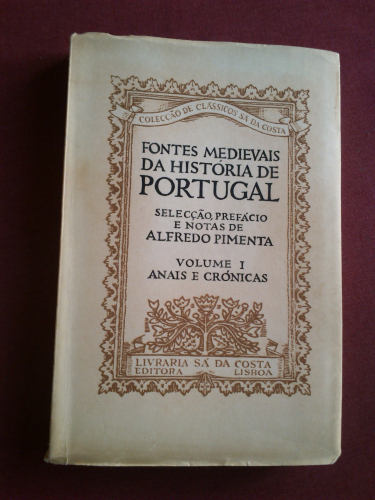 COLECÇÃO DE CLÁSSICOS SÁ DA COSTA
FONTES MEDIEVAIS
DA HISTÓRIA DE
PORTUGAL
SELECÇÃO, PREFÁCIO
E NOTAS DE
ALFREDO PIMENTA
VOLUME I
ANAIS E CRÓNICAS
LIVRARIA SÁ DA COSTA
EDITORA LISBOA